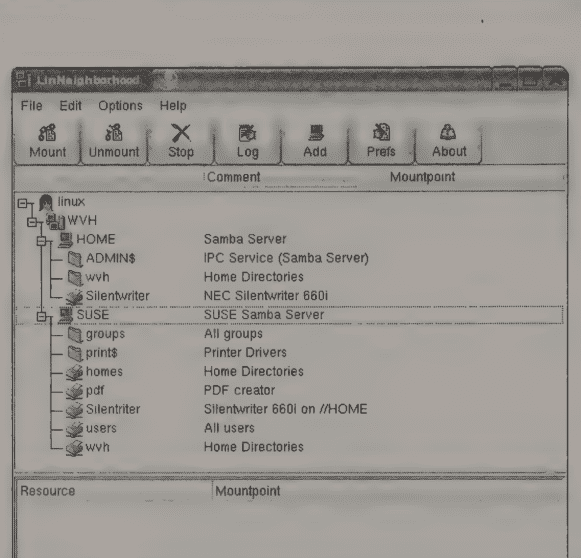 LinNeighborhood
File Edit Options Help
Mount Unmount Stop Log Add Prefs About
Comment Mountpoint
linux
WVH
HOME Samba Server
ADMIN$ IPC Service (Samba Server)
wvh Home Directories
Silentwriter NEC Silentwriter 660i
SUSE SUSE Samba Server
groups All groups
print$ Printer Drivers
homes Home Directories
pdf PDF creator
Silentriter Silentwriter 660i on //HOME
users All users
wvh Home Directories
Resource Mountpoint